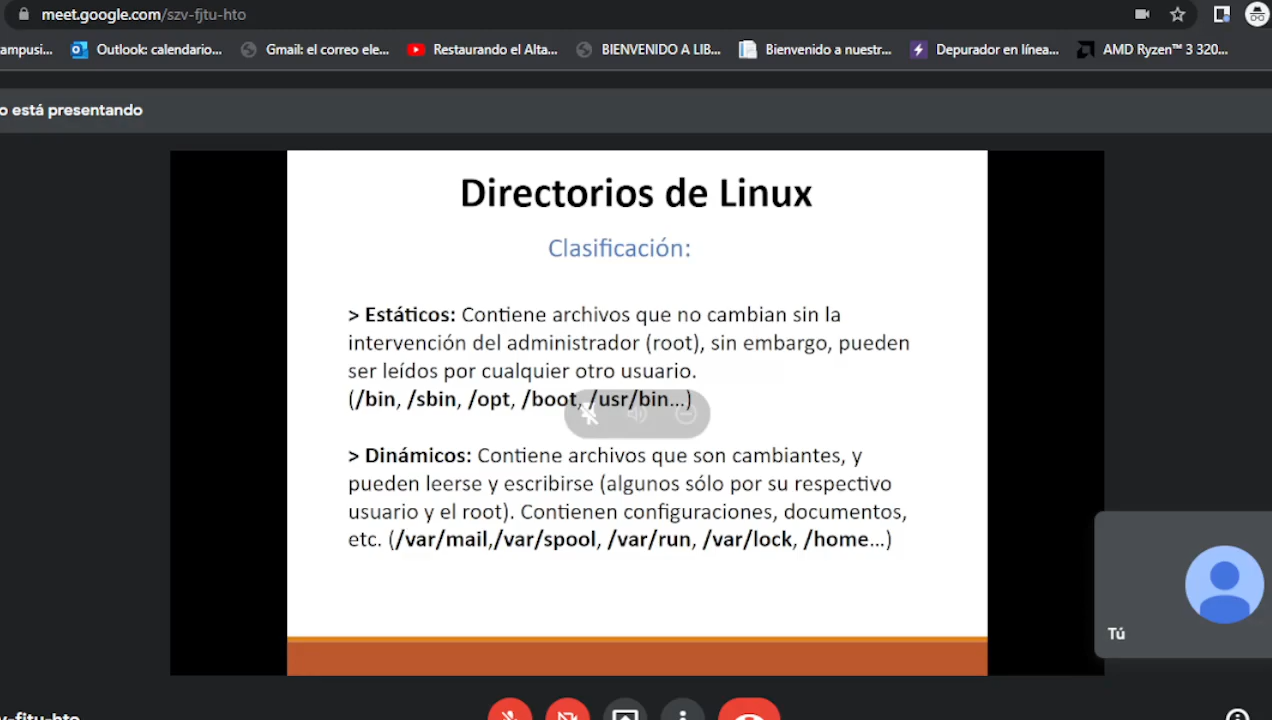 meet.google.com/szv-fjtu-hto
ampusi... Outlook: calendario... Gmail: el correo ele... Restaurando el Alta... BIENVENIDO A LIB... Bienvenido a nuestr... Depurador en línea... AMD Ryzen™ 3 320...
o está presentando
Directorios de Linux
Clasificación:
> Estáticos: Contiene archivos que no cambian sin la
intervención del administrador (root), sin embargo, pueden
ser leídos por cualquier otro usuario.
(/bin, /sbin, /opt, /boot, /usr/bin...)
> Dinámicos: Contiene archivos que son cambiantes, y
pueden leerse y escribirse (algunos sólo por su respectivo
usuario y el root). Contienen configuraciones, documentos,
etc. (/var/mail,/var/spool, /var/run, /var/lock, /home...)
Tú
v-fjtu-hto